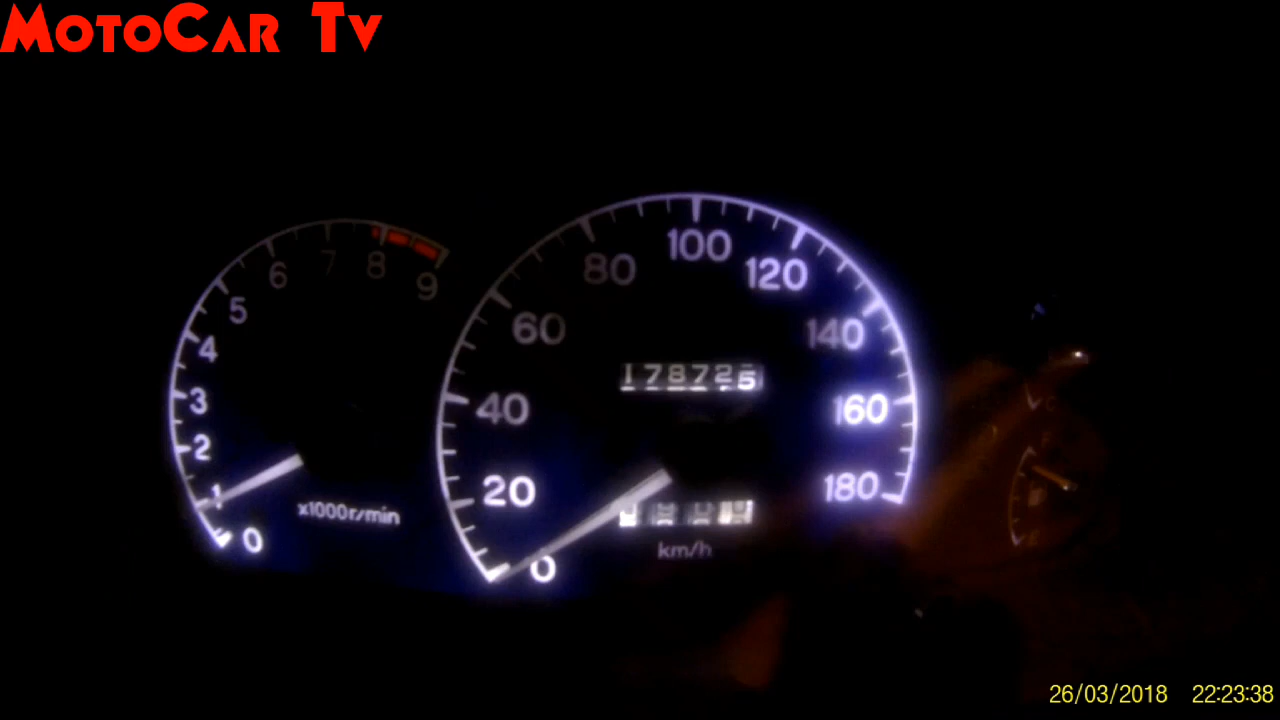 MotoCar Tv
0 1 2 3 4 5 6 7 8 9
x1000r/min
0 20 40 60 80 100 120 140 160 180
178725
km/h
26/03/2018 22:23:38